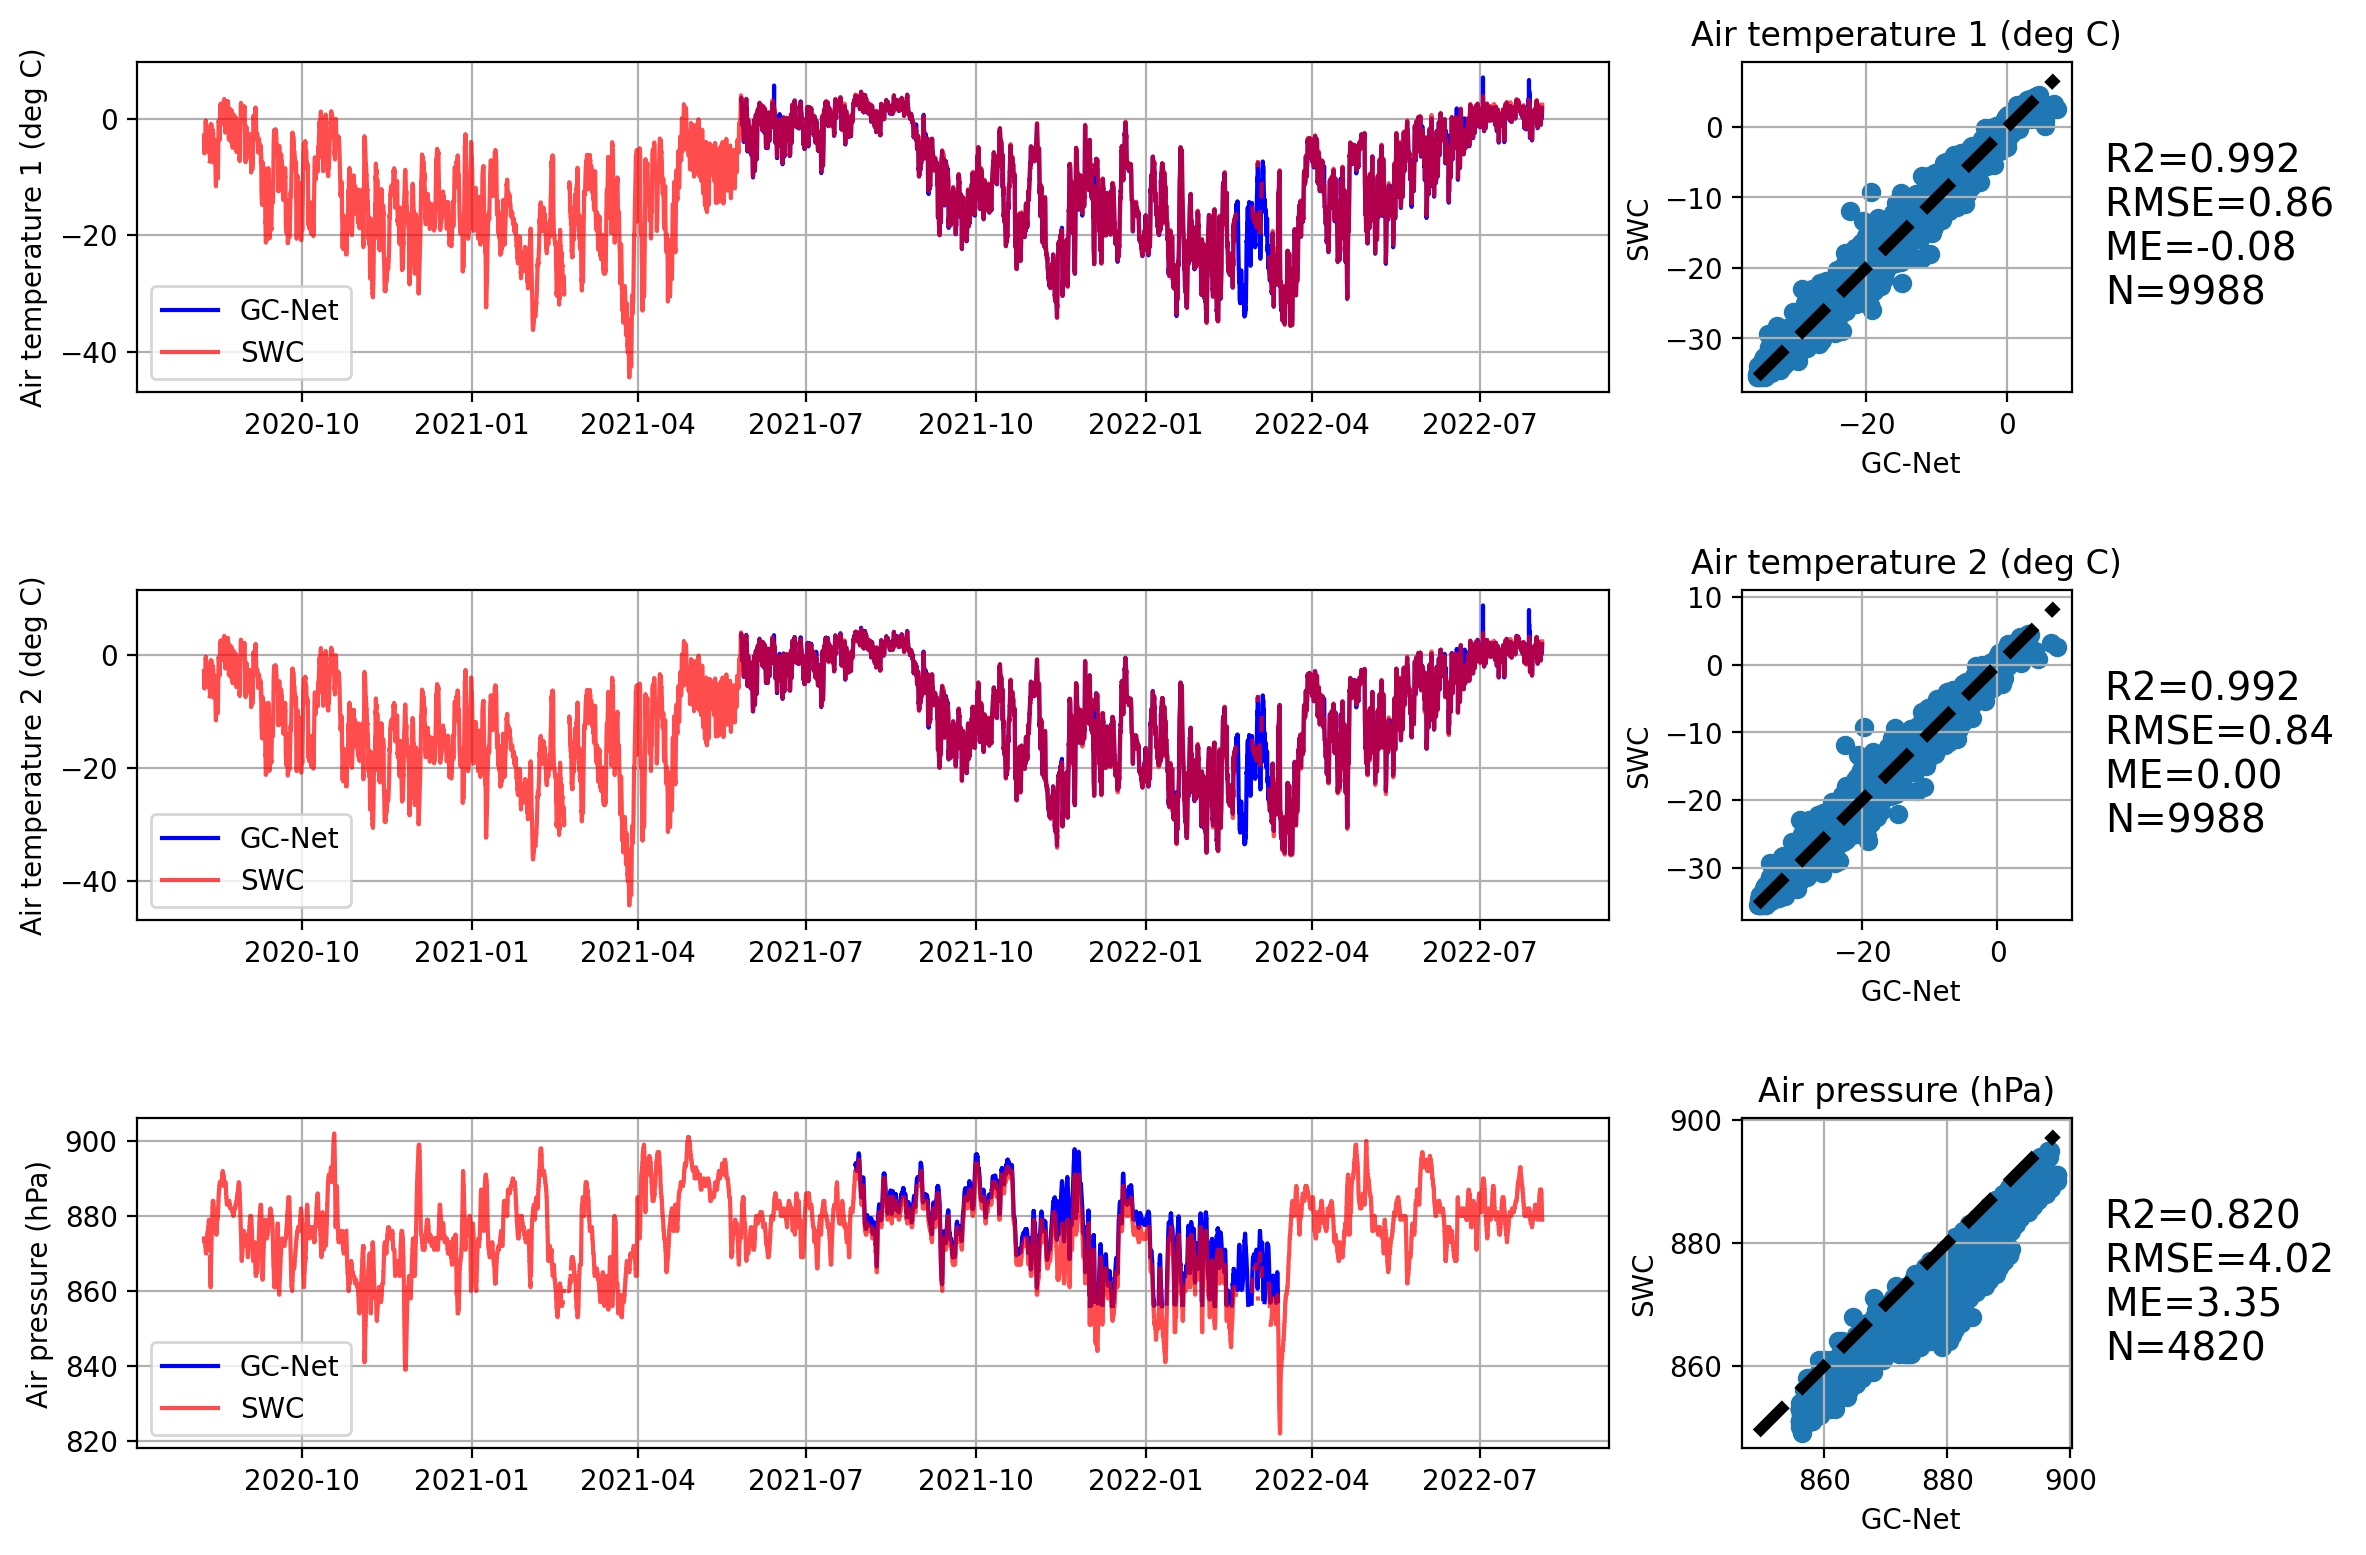 Air temperature 1 (deg C)
0
−20
−40
2020-10 2021-01 2021-04 2021-07 2021-10 2022-01 2022-04 2022-07
GC-Net
SWC
Air temperature 1 (deg C)
SWC
0
−10
−20
−30
−20 0
GC-Net
R2=0.992
RMSE=0.86
ME=-0.08
N=9988
Air temperature 2 (deg C)
0
−20
−40
2020-10 2021-01 2021-04 2021-07 2021-10 2022-01 2022-04 2022-07
GC-Net
SWC
Air temperature 2 (deg C)
SWC
10
0
−10
−20
−30
−20 0
GC-Net
R2=0.992
RMSE=0.84
ME=0.00
N=9988
Air pressure (hPa)
900
880
860
840
820
2020-10 2021-01 2021-04 2021-07 2021-10 2022-01 2022-04 2022-07
GC-Net
SWC
Air pressure (hPa)
SWC
900
880
860
860 880 900
GC-Net
R2=0.820
RMSE=4.02
ME=3.35
N=4820